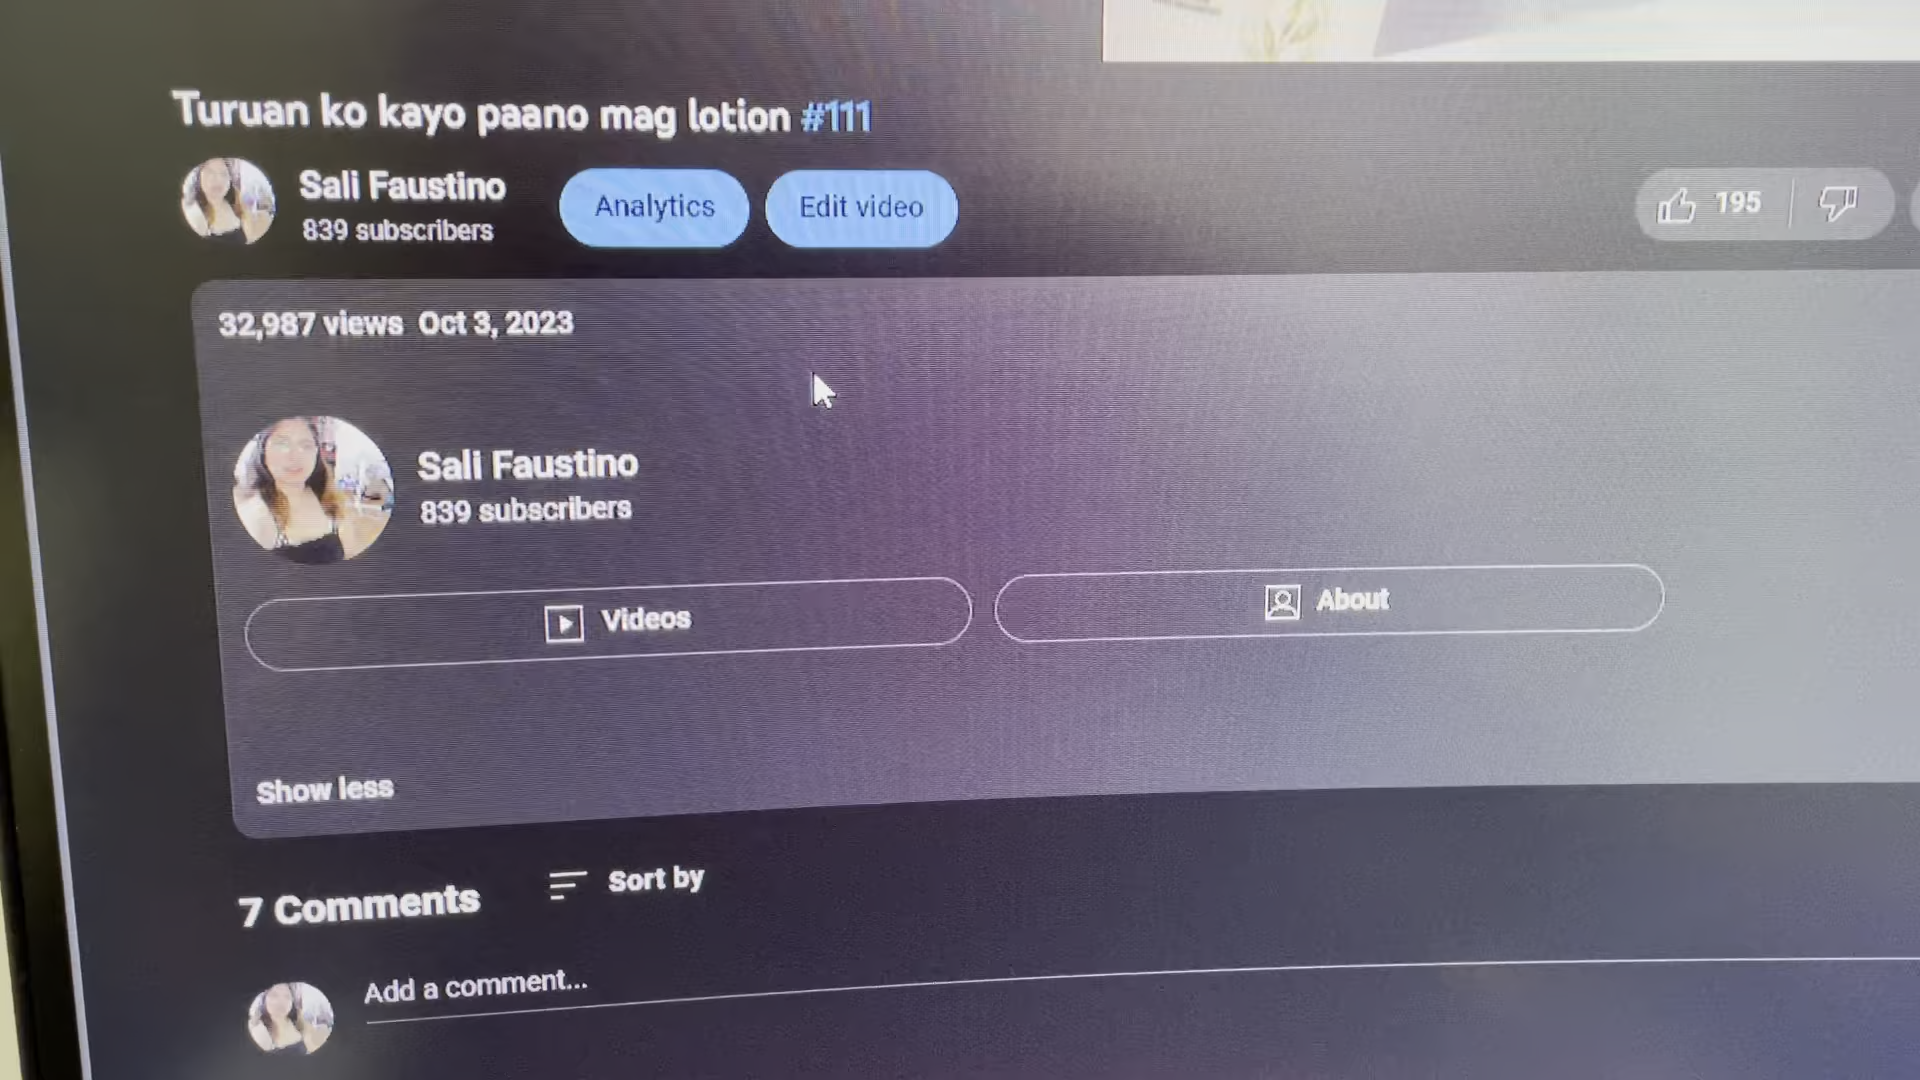 Turuan ko kayo paano mag lotion #111
Sali Faustino
839 subscribers
Analytics
Edit video
195
32,987 views Oct 3, 2023
Sali Faustino
839 subscribers
Videos
About
Show less
7 Comments
Sort by
Add a comment...